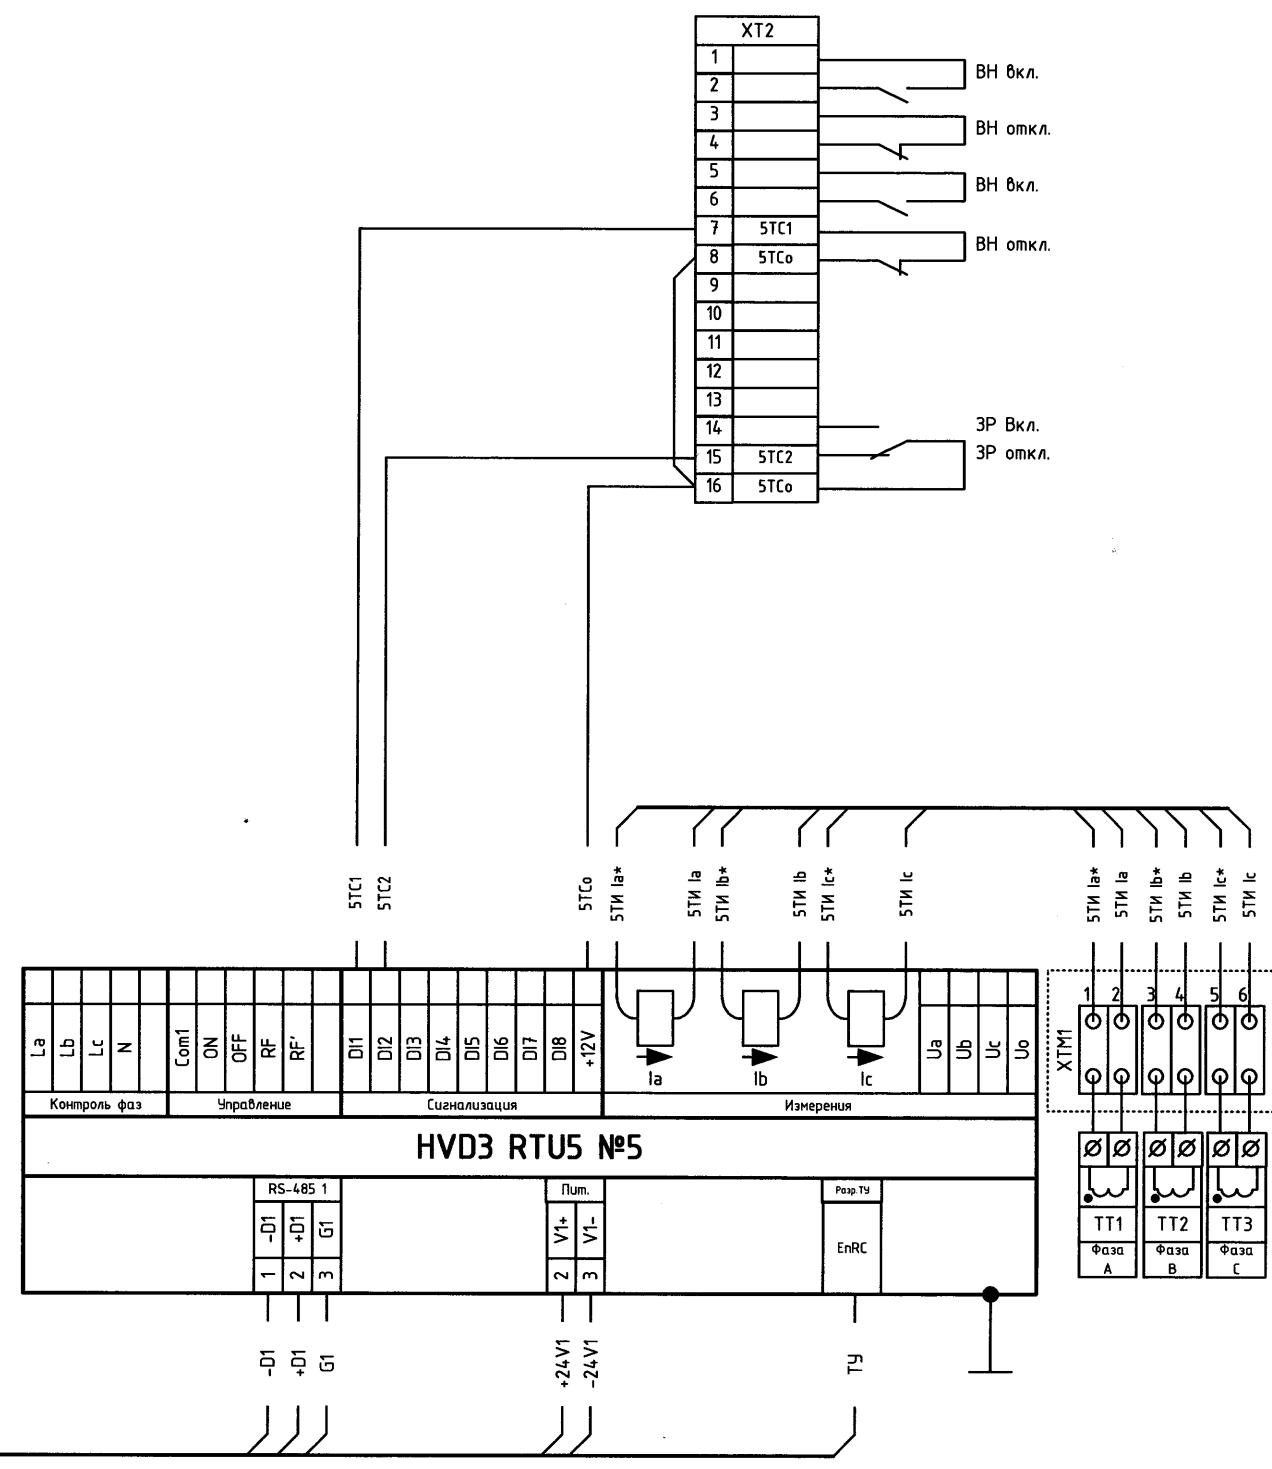 XT2
1
ВН вкл.
2
3
ВН откл.
4
5
ВН вкл.
6
7 5ТС1
ВН откл.
8 5ТСо
9
10
11
12
13
14 ЗР Вкл.
15 5ТС2 ЗР откл.
16 5ТСо
5ТС1
5ТС2
5ТСо
5ТИ Ia*
5ТИ Ia
5ТИ Ib*
5ТИ Ib
5ТИ Ic*
5ТИ Ic
5ТИ Ia*
5ТИ Ia
5ТИ Ib*
5ТИ Ib
5ТИ Ic*
5ТИ Ic
La
Lb
Lc
N
Com1
ON
OFF
RF
RF'
DI1
DI2
DI3
DI4
DI5
DI6
DI7
DI8
+12V
Ia
Ib
Ic
Ua
Ub
Uc
Uo
XTM1
1 2 3 4 5 6
Контроль фаз
Управление
Сигнализация
Измерения
HVD3 RTU5 №5
RS-485 1
-D1
+D1
G1
1
2
3
Пит.
V1+
V1-
2
3
Разр.ТУ
EnRC
TT1
Фаза
A
TT2
Фаза
B
TT3
Фаза
C
-D1
+D1
G1
+24V1
-24V1
ТУ